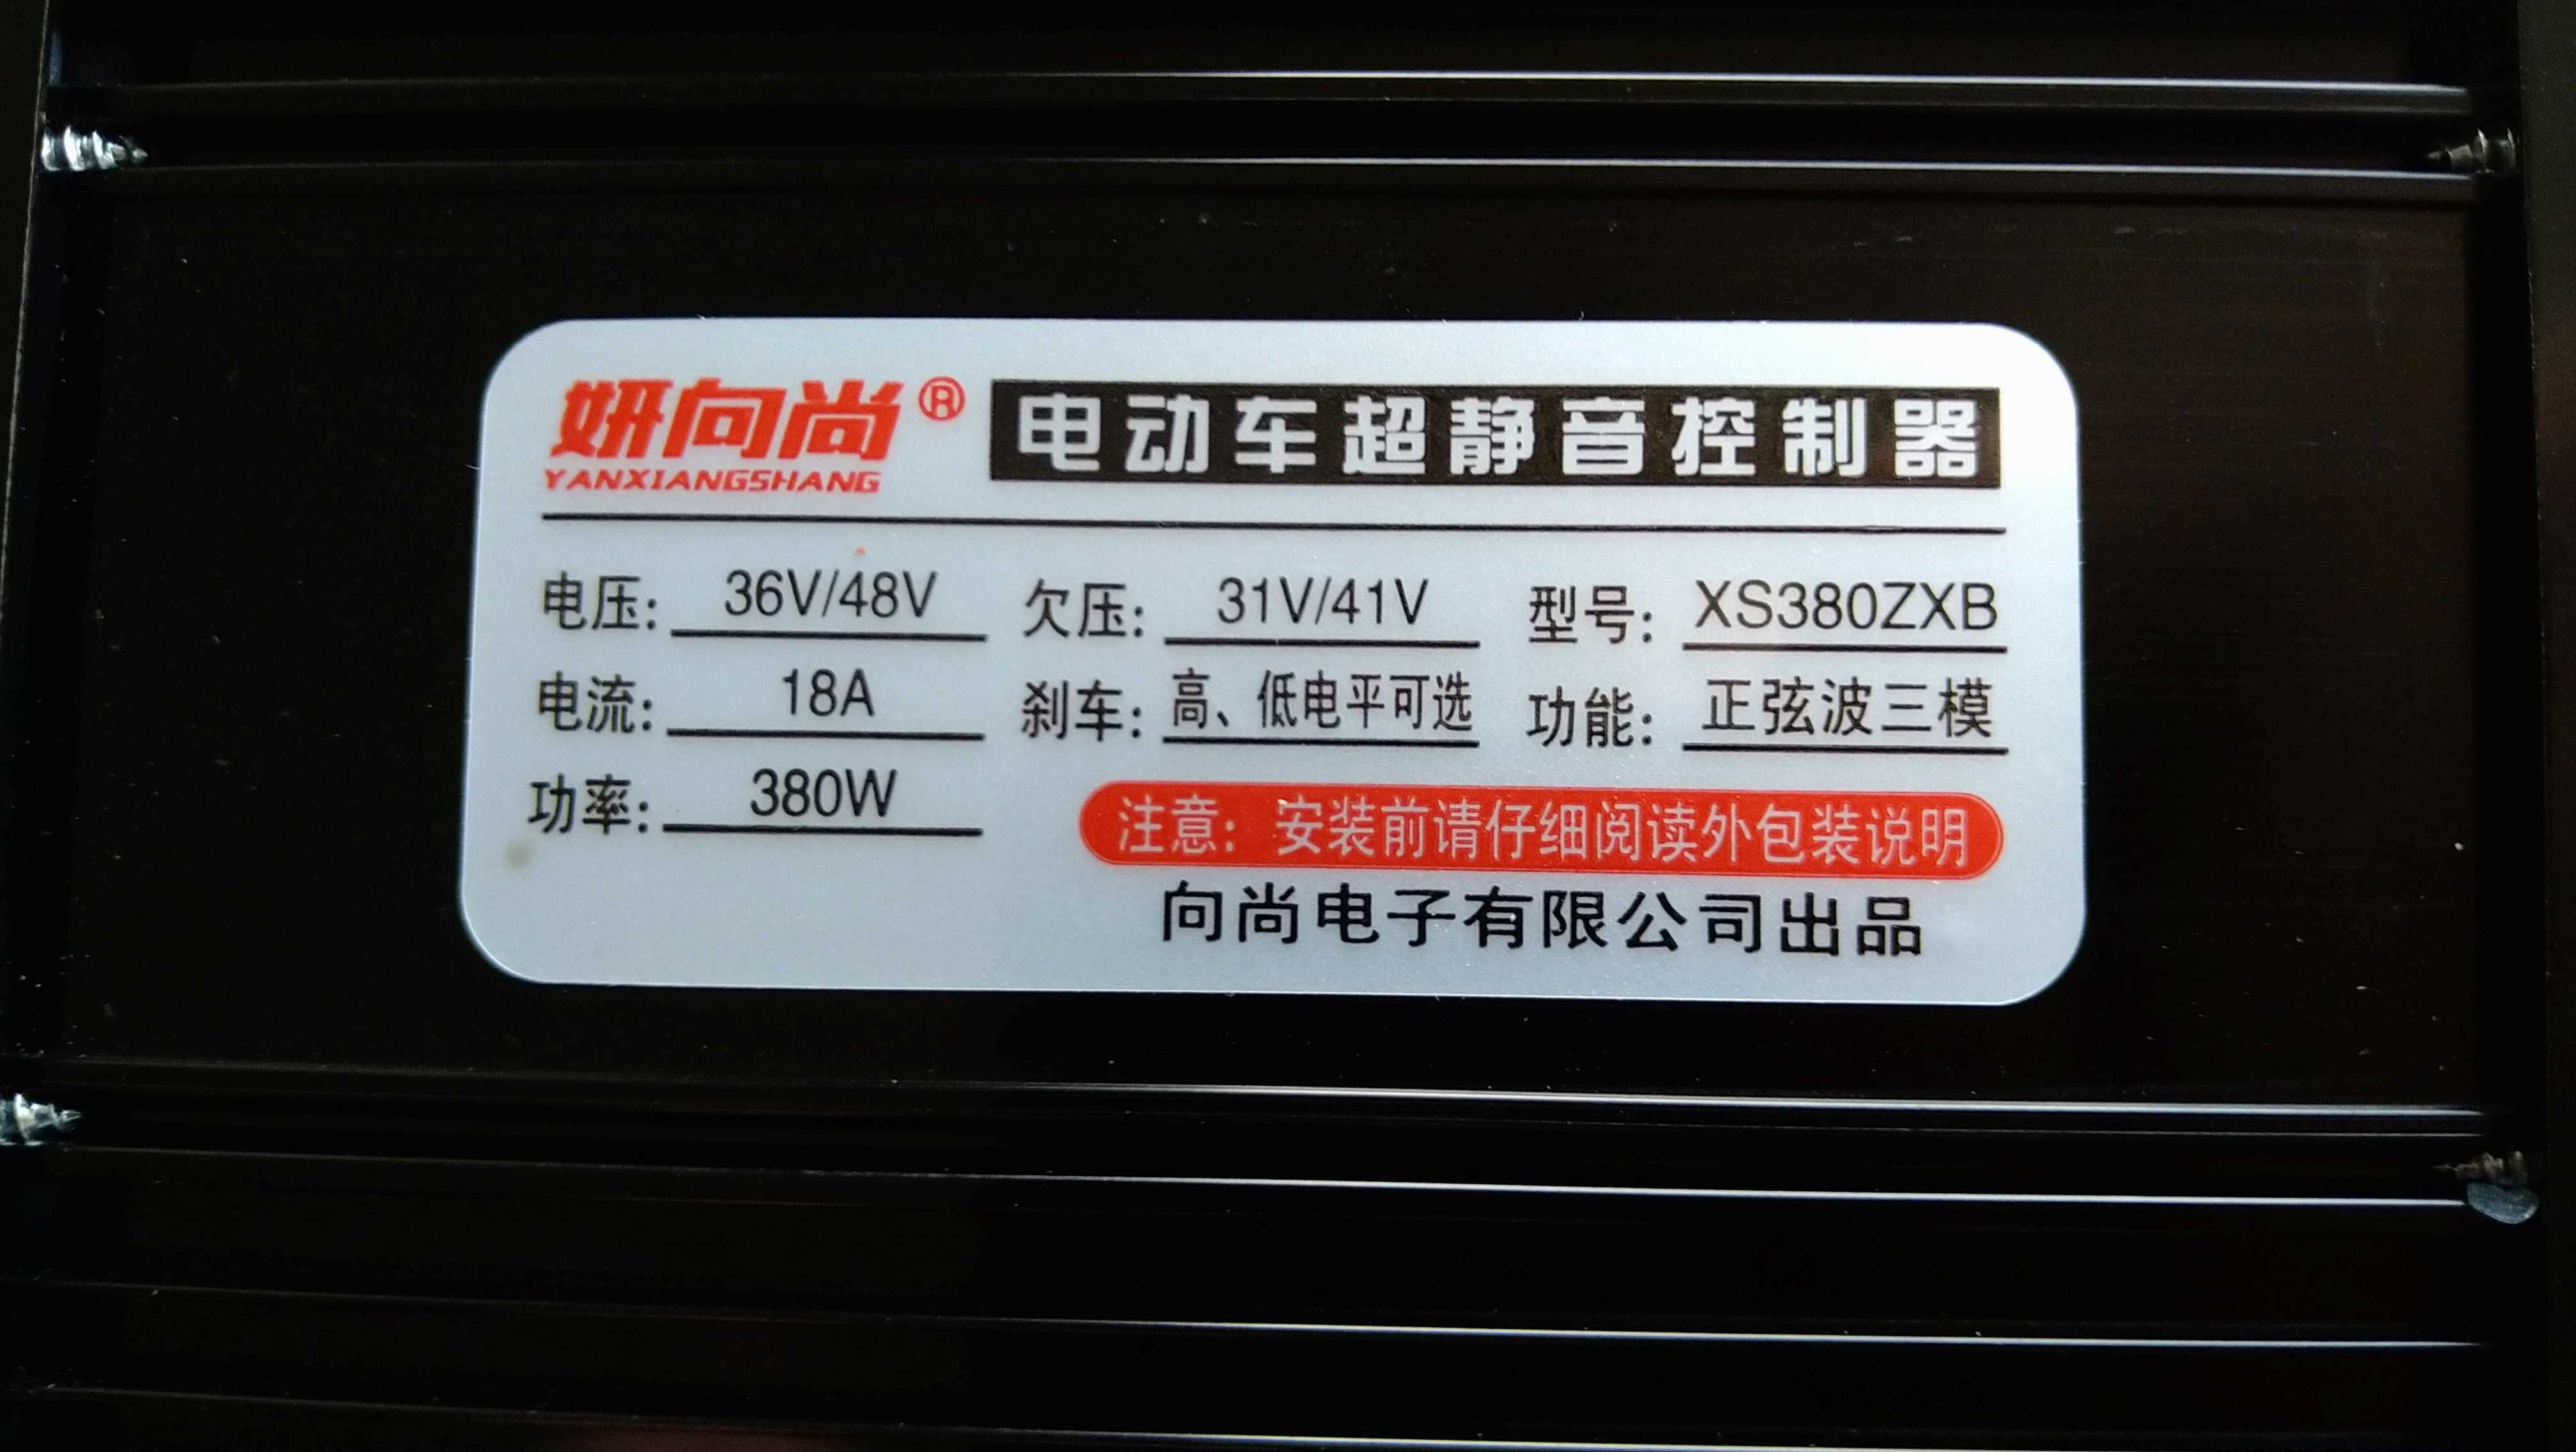 妍向尚® 电动车超静音控制器
YANXIANGSHANG
电压: 36V/48V 欠压: 31V/41V 型号: XS380ZXB
电流: 18A 刹车: 高、低电平可选 功能: 正弦波三模
功率: 380W
注意: 安装前请仔细阅读外包装说明
向尚电子有限公司出品